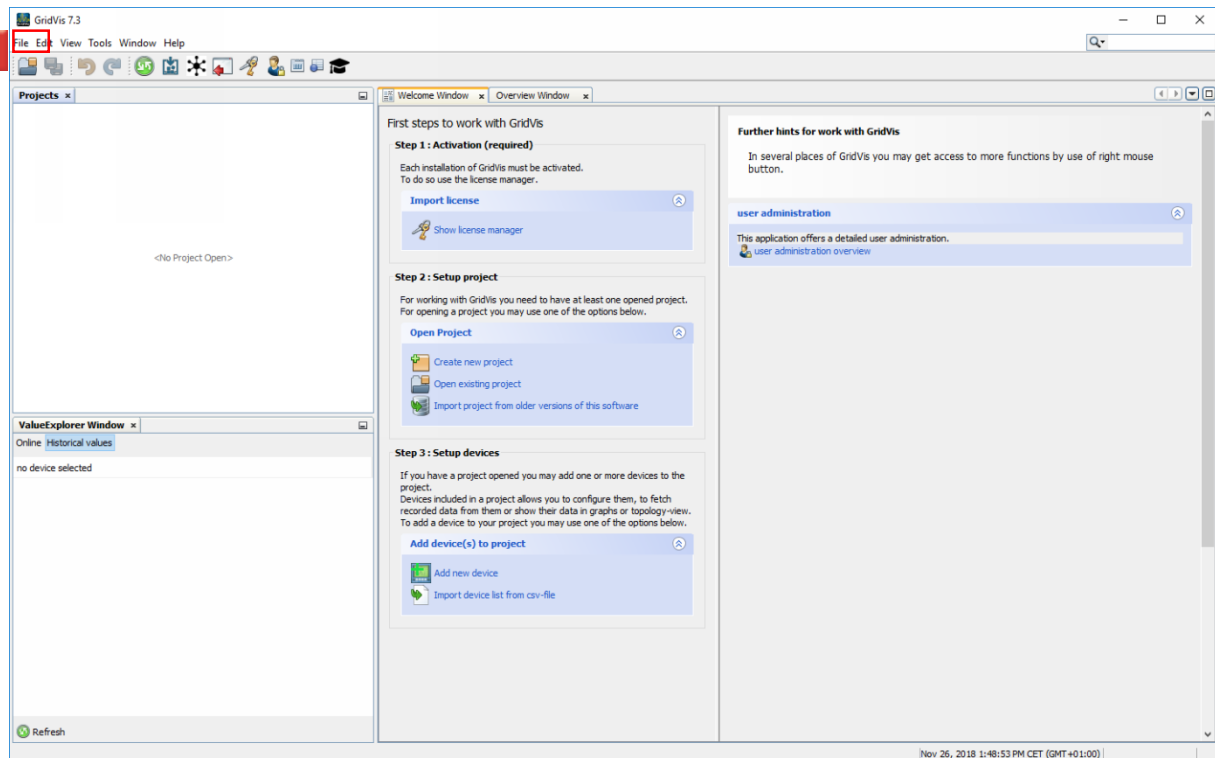 GridVis 7.3
File Edit View Tools Window Help
Projects
<No Project Open>
ValueExplorer Window
Online Historical values
no device selected
Refresh
Welcome Window
Overview Window
First steps to work with GridVis
Step 1 : Activation (required)
Each installation of GridVis must be activated.
To do so use the license manager.
Import license
Show license manager
Step 2 : Setup project
For working with GridVis you need to have at least one opened project.
For opening a project you may use one of the options below.
Open Project
Create new project
Open existing project
Import project from older versions of this software
Step 3 : Setup devices
If you have a project opened you may add one or more devices to the
project.
Devices included in a project allows you to configure them, to fetch
recorded data from them or show their data in graphs or topology-view.
To add a device to your project you may use one of the options below.
Add device(s) to project
Add new device
Import device list from csv-file
Further hints for work with GridVis
In several places of GridVis you may get access to more functions by use of right mouse
button.
user administration
This application offers a detailed user administration.
user administration overview
Nov 26, 2018 1:48:53 PM CET (GMT+01:00)